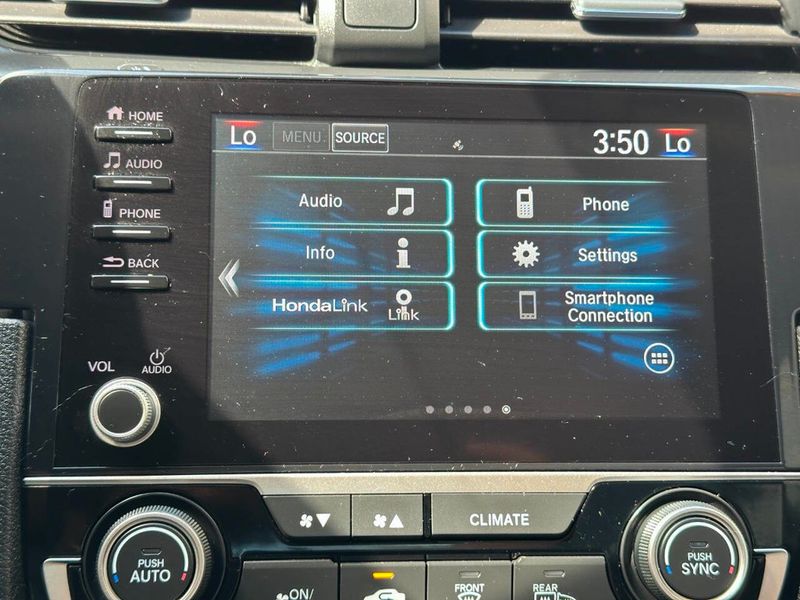 HOME
AUDIO
PHONE
BACK
VOL
AUDIO
Lo MENU SOURCE 3:50 Lo
Audio
Phone
Info
Settings
HondaLink Link
Smartphone
Connection
CLIMATE
PUSH
AUTO
PUSH
SYNC
ON/
FRONT
REAR